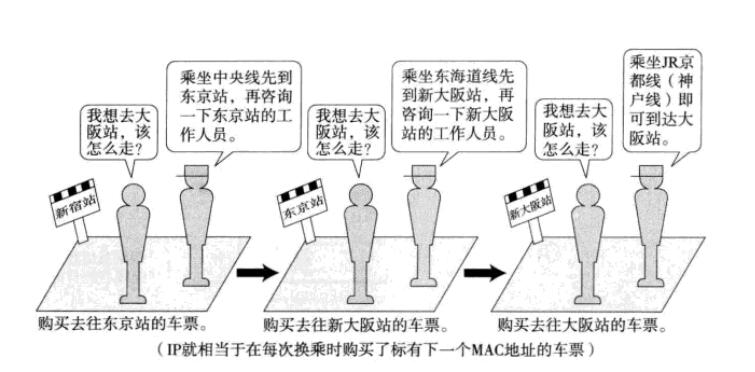 我想去大
阪站，该
怎么走？
乘坐中央线先到
东京站，再咨询
一下东京站的工
作人员。
新宿站
购买去往东京站的车票。
我想去大
阪站，该
怎么走？
乘坐东海道线先
到新大阪站，再
咨询一下新大阪
站的工作人员。
东京站
购买去往新大阪站的车票。
我想去大
阪站，该
怎么走？
乘坐JR京
都线（神
户线）即
可到达大
阪站。
新大阪站
购买去往大阪站的车票。
（IP就相当于在每次换乘时购买了标有下一个MAC地址的车票）